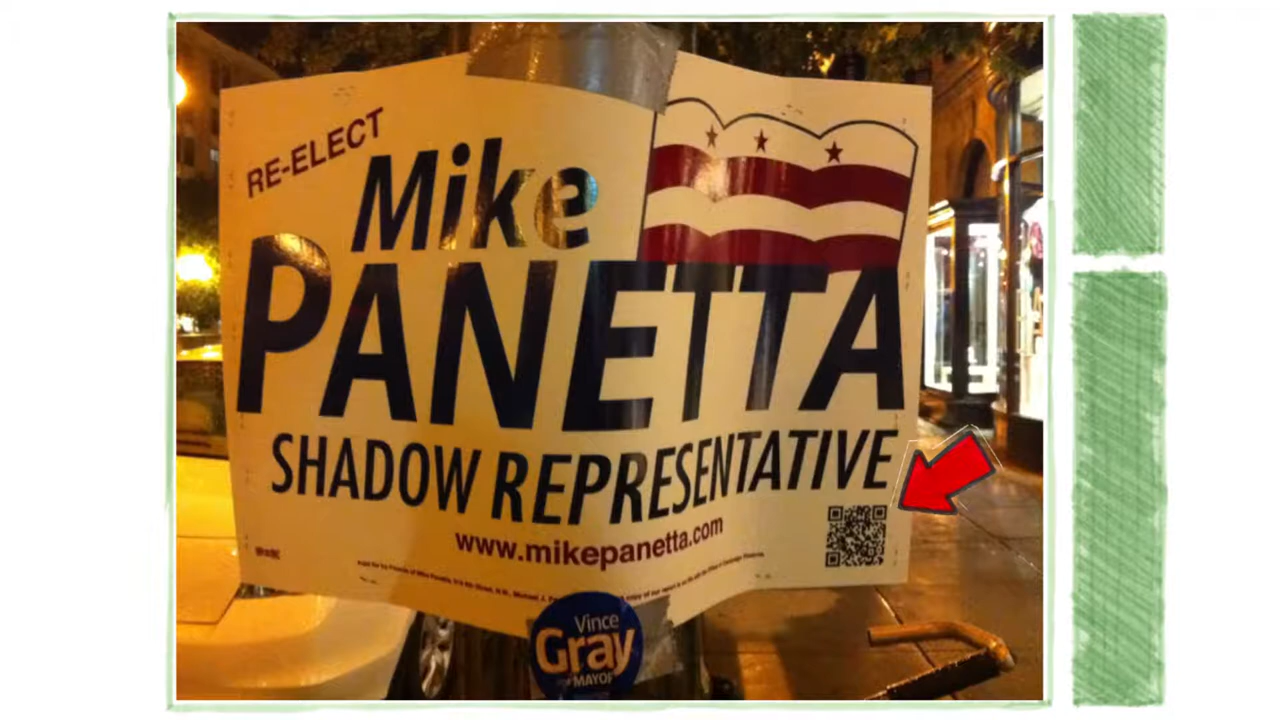 RE-ELECT
Mike
PANETTA
SHADOW REPRESENTATIVE
www.mikepanetta.com
Vince
Gray
MAYOR